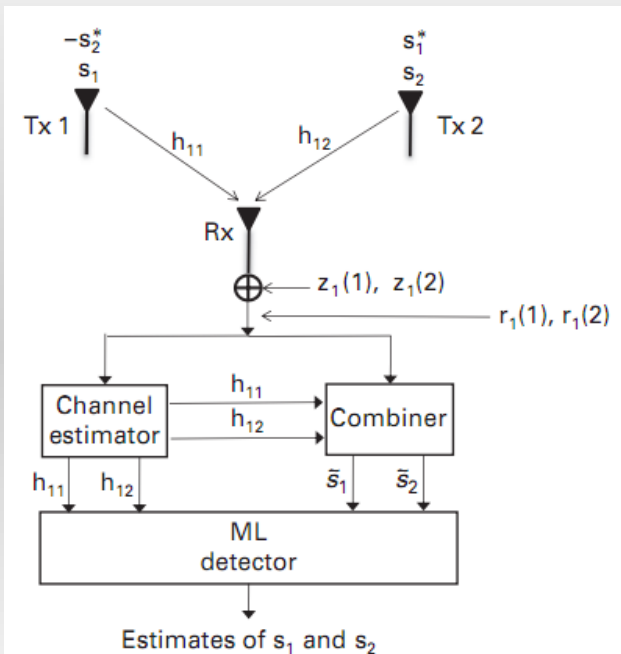 -s₂* s₁*
s₁ s₂
Tx 1 Tx 2
h₁₁ h₁₂
Rx
z₁(1), z₁(2)
r₁(1), r₁(2)
h₁₁
Channel estimator
h₁₂
Combiner
h₁₁ h₁₂ s̃₁ s̃₂
ML
detector
Estimates of s₁ and s₂